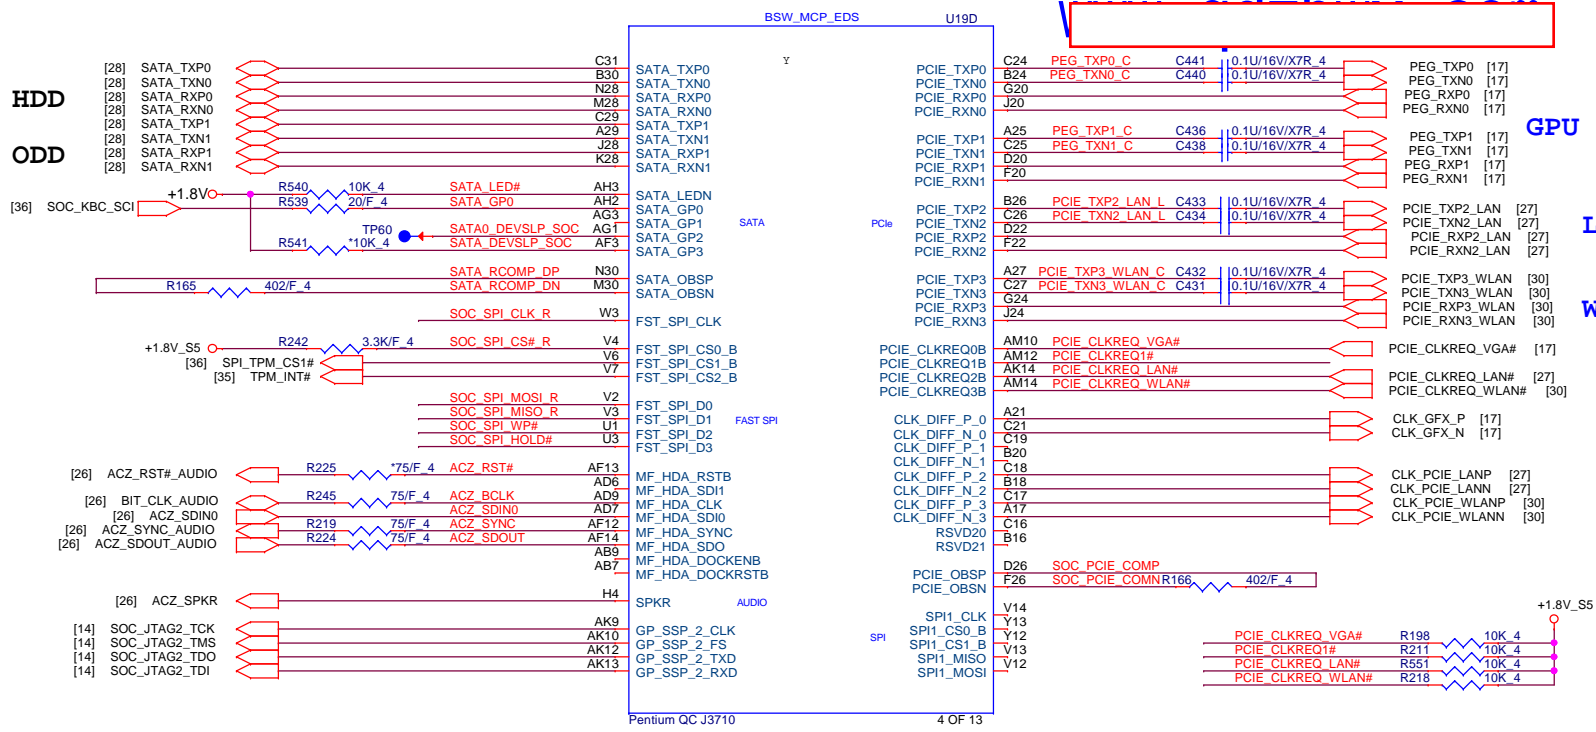 BSW_MCP_EDS U19D
Y
HDD
ODD
[28] SATA_TXP0 C31 SATA_TXP0
[28] SATA_TXN0 B30 SATA_TXN0
[28] SATA_RXP0 N28 SATA_RXP0
[28] SATA_RXN0 M28 SATA_RXN0
[28] SATA_TXP1 C29 SATA_TXP1
[28] SATA_TXN1 A29 SATA_TXN1
[28] SATA_RXP1 J28 SATA_RXP1
[28] SATA_RXN1 K28 SATA_RXN1
+1.8V R540 10K_4 SATA_LED# AH3 SATA_LEDN
[36] SOC_KBC_SCI R539 20/F_4 SATA_GP0 AH2 SATA_GP0
AG3 SATA_GP1
TP60 SATA0_DEVSLP_SOC AG1 SATA_GP2
R541 *10K_4 SATA_DEVSLP_SOC AF3 SATA_GP3
SATA
SATA_RCOMP_DP N30 SATA_OBSP
R165 402/F_4 SATA_RCOMP_DN M30 SATA_OBSN
SOC_SPI_CLK_R W3 FST_SPI_CLK
+1.8V_S5 R242 3.3K/F_4 SOC_SPI_CS#_R V4 FST_SPI_CS0_B
[36] SPI_TPM_CS1# V6 FST_SPI_CS1_B
[35] TPM_INT# V7 FST_SPI_CS2_B
SOC_SPI_MOSI_R V2 FST_SPI_D0
SOC_SPI_MISO_R V3 FST_SPI_D1
SOC_SPI_WP# U1 FST_SPI_D2
SOC_SPI_HOLD# U3 FST_SPI_D3
FAST SPI
[26] ACZ_RST#_AUDIO R225 *75/F_4 ACZ_RST# AF13 MF_HDA_RSTB
AD6 MF_HDA_SDI1
[26] BIT_CLK_AUDIO R245 75/F_4 ACZ_BCLK AD9 MF_HDA_CLK
[26] ACZ_SDIN0 ACZ_SDIN0 AD7 MF_HDA_SDI0
[26] ACZ_SYNC_AUDIO R219 75/F_4 ACZ_SYNC AF12 MF_HDA_SYNC
[26] ACZ_SDOUT_AUDIO R224 75/F_4 ACZ_SDOUT AF14 MF_HDA_SDO
AB9 MF_HDA_DOCKENB
AB7 MF_HDA_DOCKRSTB
[26] ACZ_SPKR H4 SPKR
AUDIO
[14] SOC_JTAG2_TCK AK9 GP_SSP_2_CLK
[14] SOC_JTAG2_TMS AK10 GP_SSP_2_FS
[14] SOC_JTAG2_TDO AK12 GP_SSP_2_TXD
[14] SOC_JTAG2_TDI AK13 GP_SSP_2_RXD
PCIE_TXP0 C24 PEG_TXP0_C C441 0.1U/16V/X7R_4 PEG_TXP0 [17]
PCIE_TXN0 B24 PEG_TXN0_C C440 0.1U/16V/X7R_4 PEG_TXN0 [17]
PCIE_RXP0 G20 PEG_RXP0 [17]
PCIE_RXN0 J20 PEG_RXN0 [17]
PCIE_TXP1 A25 PEG_TXP1_C C436 0.1U/16V/X7R_4 PEG_TXP1 [17]
PCIE_TXN1 C25 PEG_TXN1_C C438 0.1U/16V/X7R_4 PEG_TXN1 [17]
PCIE_RXP1 D20 PEG_RXP1 [17]
PCIE_RXN1 F20 PEG_RXN1 [17]
GPU
PCIE_TXP2 B26 PCIE_TXP2_LAN_L C433 0.1U/16V/X7R_4 PCIE_TXP2_LAN [27]
PCIE_TXN2 C26 PCIE_TXN2_LAN_L C434 0.1U/16V/X7R_4 PCIE_TXN2_LAN [27]
PCIE_RXP2 D22 PCIE_RXP2_LAN [27]
PCIE_RXN2 F22 PCIE_RXN2_LAN [27]
PCIe
L
PCIE_TXP3 A27 PCIE_TXP3_WLAN_C C432 0.1U/16V/X7R_4 PCIE_TXP3_WLAN [30]
PCIE_TXN3 C27 PCIE_TXN3_WLAN_C C431 0.1U/16V/X7R_4 PCIE_TXN3_WLAN [30]
PCIE_RXP3 G24 PCIE_RXP3_WLAN [30]
PCIE_RXN3 J24 PCIE_RXN3_WLAN [30]
W
PCIE_CLKREQ0B AM10 PCIE_CLKREQ_VGA# PCIE_CLKREQ_VGA# [17]
PCIE_CLKREQ1B AM12 PCIE_CLKREQ1#
PCIE_CLKREQ2B AK14 PCIE_CLKREQ_LAN# PCIE_CLKREQ_LAN# [27]
PCIE_CLKREQ3B AM14 PCIE_CLKREQ_WLAN# PCIE_CLKREQ_WLAN# [30]
CLK_DIFF_P_0 A21 CLK_GFX_P [17]
CLK_DIFF_N_0 C21 CLK_GFX_N [17]
CLK_DIFF_P_1 C19
CLK_DIFF_N_1 B20
CLK_DIFF_P_2 C18 CLK_PCIE_LANP [27]
CLK_DIFF_N_2 B18 CLK_PCIE_LANN [27]
CLK_DIFF_P_3 C17 CLK_PCIE_WLANP [30]
CLK_DIFF_N_3 A17 CLK_PCIE_WLANN [30]
RSVD20 C16
RSVD21 B16
PCIE_OBSP D26 SOC_PCIE_COMP
PCIE_OBSN F26 SOC_PCIE_COMN R166 402/F_4
SPI1_CLK V14
SPI1_CS0_B Y13
SPI1_CS1_B Y12
SPI1_MISO V13
SPI1_MOSI V12
SPI
+1.8V_S5
PCIE_CLKREQ_VGA# R198 10K_4
PCIE_CLKREQ1# R211 10K_4
PCIE_CLKREQ_LAN# R551 10K_4
PCIE_CLKREQ_WLAN# R218 10K_4
Pentium QC J3710 4 OF 13